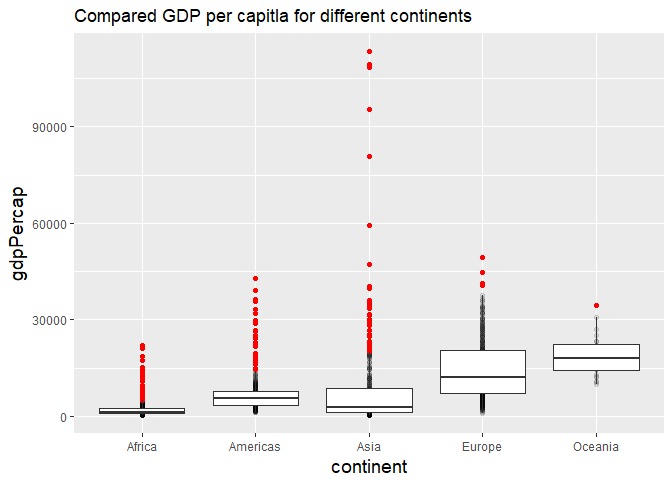 Compared GDP per capitla for different continents
gdpPercap
90000
60000
30000
0
Africa
Americas
Asia
Europe
Oceania
continent